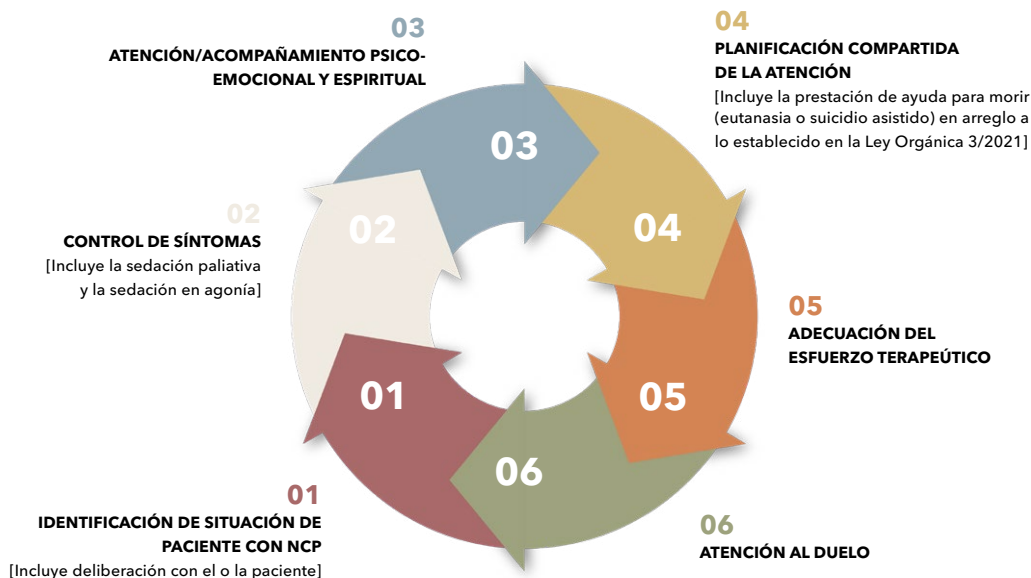 03
ATENCIÓN/ACOMPAÑAMIENTO PSICO-
EMOCIONAL Y ESPIRITUAL
04
PLANIFICACIÓN COMPARTIDA
DE LA ATENCIÓN
[Incluye la prestación de ayuda para morir
(eutanasia o suicidio asistido) en arreglo a
lo establecido en la Ley Orgánica 3/2021]
03
02
04
02
CONTROL DE SÍNTOMAS
[Incluye la sedación paliativa
y la sedación en agonía]
05
ADECUACIÓN DEL
ESFUERZO TERAPEÚTICO
01
05
06
01
IDENTIFICACIÓN DE SITUACIÓN DE
PACIENTE CON NCP
[Incluye deliberación con el o la paciente]
06
ATENCIÓN AL DUELO